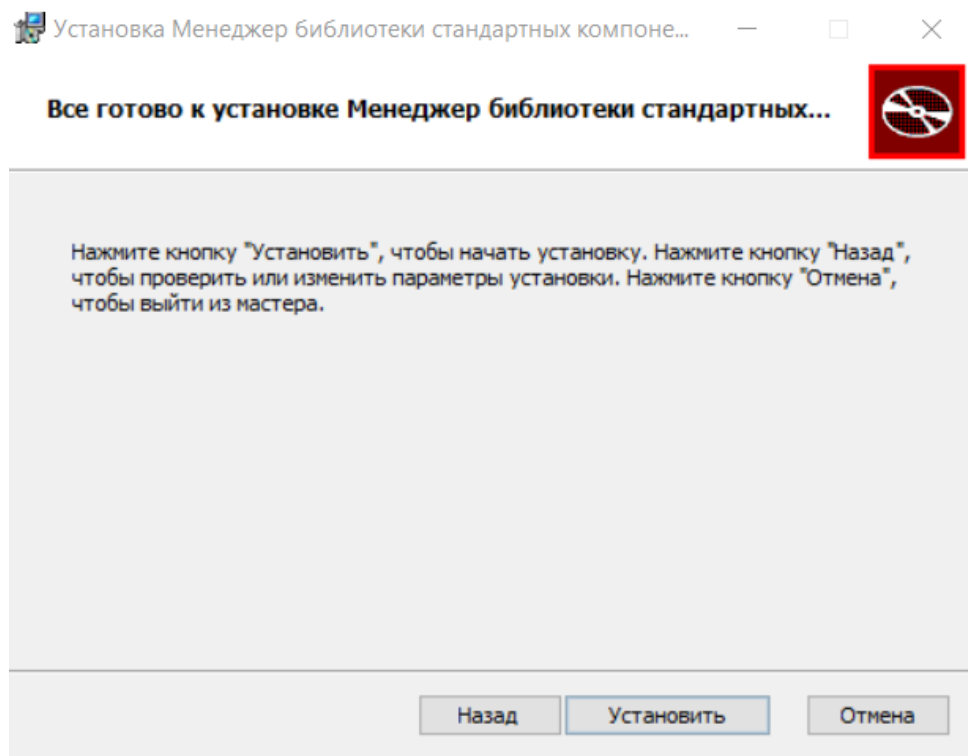 Установка Менеджер библиотеки стандартных компоне...
Все готово к установке Менеджер библиотеки стандартных...
Нажмите кнопку "Установить", чтобы начать установку. Нажмите кнопку "Назад",
чтобы проверить или изменить параметры установки. Нажмите кнопку "Отмена",
чтобы выйти из мастера.
Назад
Установить
Отмена